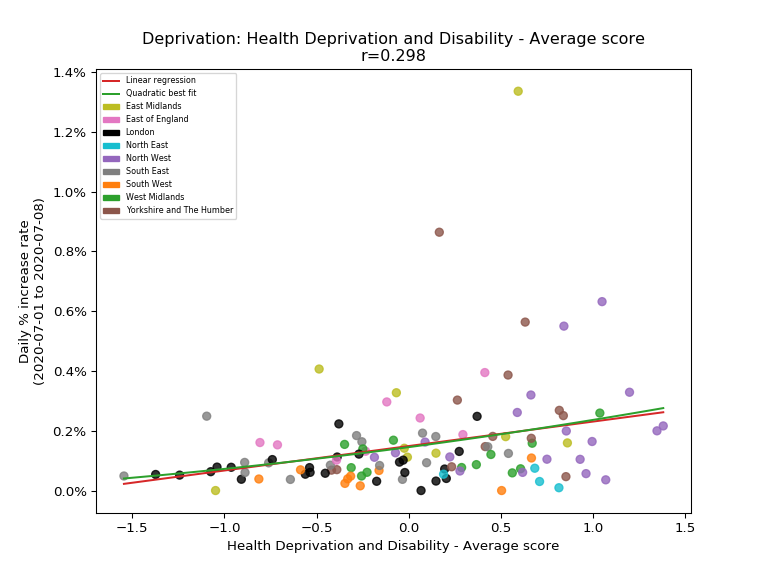 Deprivation: Health Deprivation and Disability - Average score
r=0.298
1.4%
1.2%
1.0%
0.8%
0.6%
0.4%
0.2%
0.0%
Daily % increase rate
(2020-07-01 to 2020-07-08)
Linear regression
Quadratic best fit
East Midlands
East of England
London
North East
North West
South East
South West
West Midlands
Yorkshire and The Humber
−1.5 −1.0 −0.5 0.0 0.5 1.0 1.5
Health Deprivation and Disability - Average score